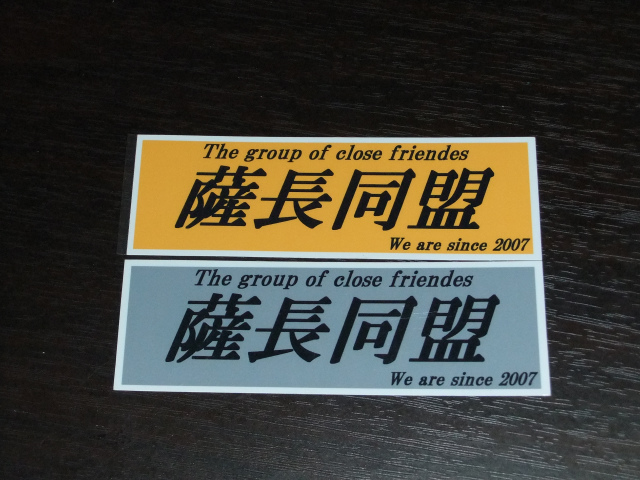 The group of close friendes
薩長同盟
We are since 2007
The group of close friendes
薩長同盟
We are since 2007